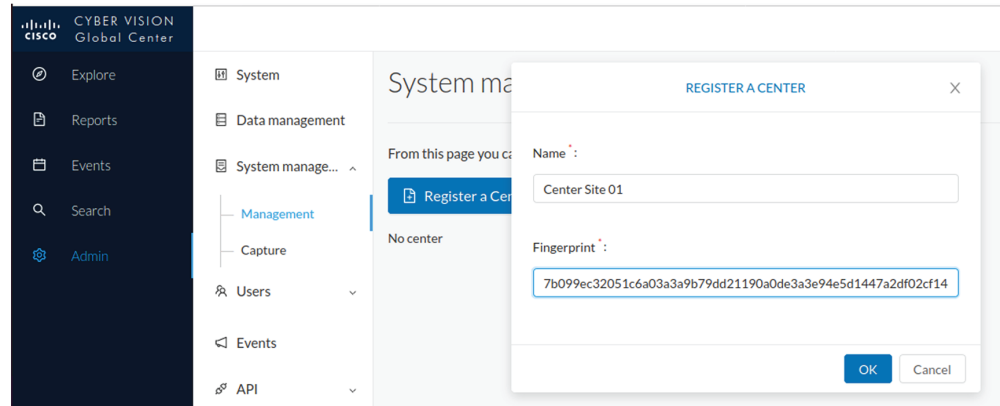 CISCO
CYBER VISION
Global Center
Explore
Reports
Events
Search
Admin
System
Data management
System manage...
Management
Capture
Users
Events
API
System ma
From this page you ca
Register a Cer
No center
REGISTER A CENTER
Name * :
Center Site 01
Fingerprint * :
7b099ec32051c6a03a3a9b79dd21190a0de3a3e94e5d1447a2df02cf14
OK
Cancel